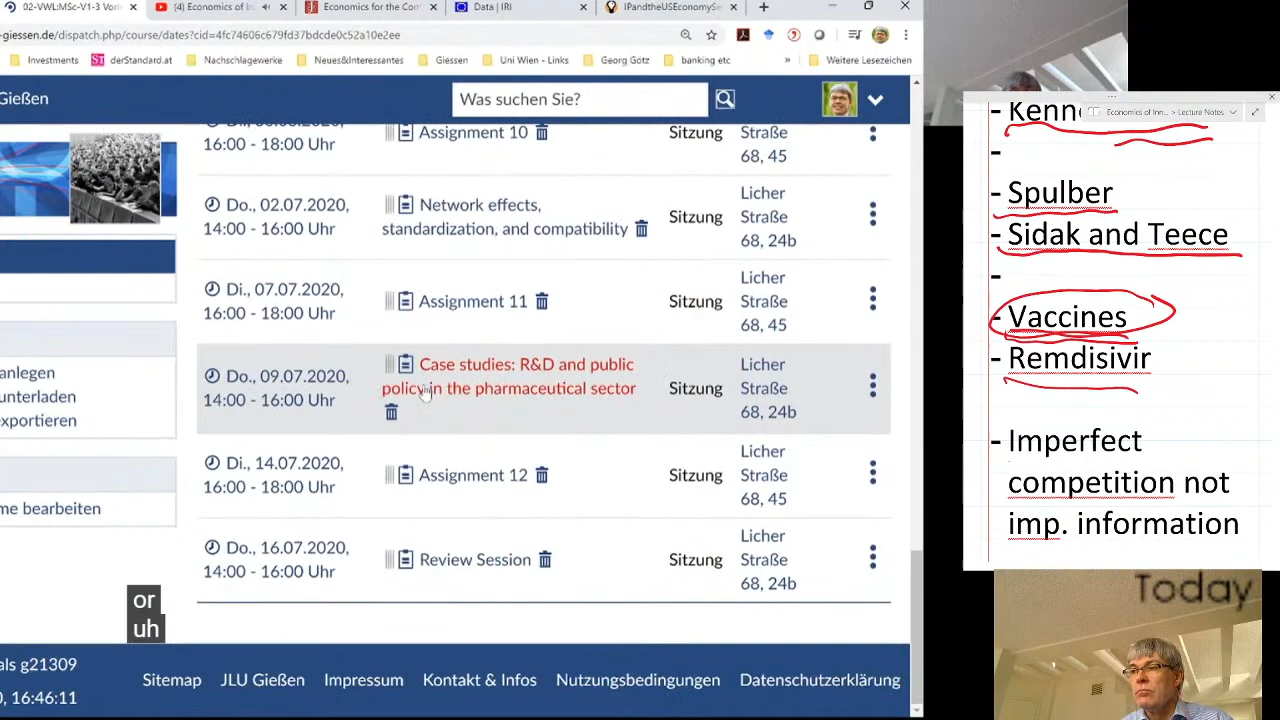 02-VWL:MSc-V1-3 Vor
(4) Economics of In
Economics for the Com
Data | IRI
IPandtheUSEconomySe
-giessen.de/dispatch.php/course/dates?cid=4fc74606c679fd37bdcde0c52a10e2ee
Investments
derStandard.at
Nachschlagewerke
Neues&Interessantes
Giessen
Uni Wien - Links
Georg Götz
banking etc
»
Weitere Lesezeichen
Gießen
Was suchen Sie?
16:00 - 18:00 Uhr
Assignment 10
Sitzung
Straße
68, 45
Do., 02.07.2020,
14:00 - 16:00 Uhr
Network effects,
standardization, and compatibility
Sitzung
Licher
Straße
68, 24b
Di., 07.07.2020,
16:00 - 18:00 Uhr
Assignment 11
Sitzung
Licher
Straße
68, 45
Do., 09.07.2020,
14:00 - 16:00 Uhr
Case studies: R&D and public
policy in the pharmaceutical sector
Sitzung
Licher
Straße
68, 24b
Di., 14.07.2020,
16:00 - 18:00 Uhr
Assignment 12
Sitzung
Licher
Straße
68, 45
Do., 16.07.2020,
14:00 - 16:00 Uhr
Review Session
Sitzung
Licher
Straße
68, 24b
anlegen
unterladen
exportieren
me bearbeiten
or
uh
als g21309
0, 16:46:11
Sitemap
JLU Gießen
Impressum
Kontakt & Infos
Nutzungsbedingungen
Datenschutzerklärung
- Kenn
Economics of Inn... > Lecture Notes
-
- Spulber
- Sidak and Teece
-
- Vaccines
- Remdisivir
- Imperfect
competition not
imp. information
Today